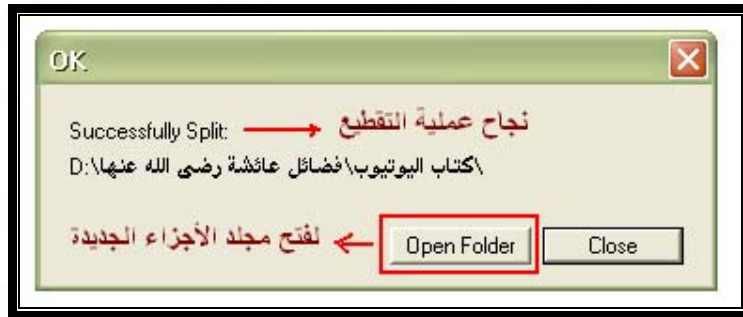 OK
Successfully Split: نجاح عملية التقطيع
D:\كتاب اليوتيوب\فضائل عائشة رضى الله عنها\
لفتح مجلد الأجزاء الجديدة Open Folder Close